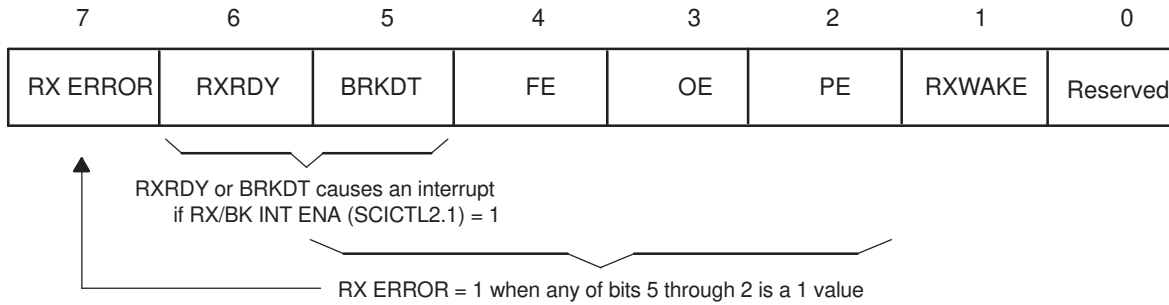 7 6 5 4 3 2 1 0
RX ERROR RXRDY BRKDT FE OE PE RXWAKE Reserved
RXRDY or BRKDT causes an interrupt
if RX/BK INT ENA (SCICTL2.1) = 1
RX ERROR = 1 when any of bits 5 through 2 is a 1 value